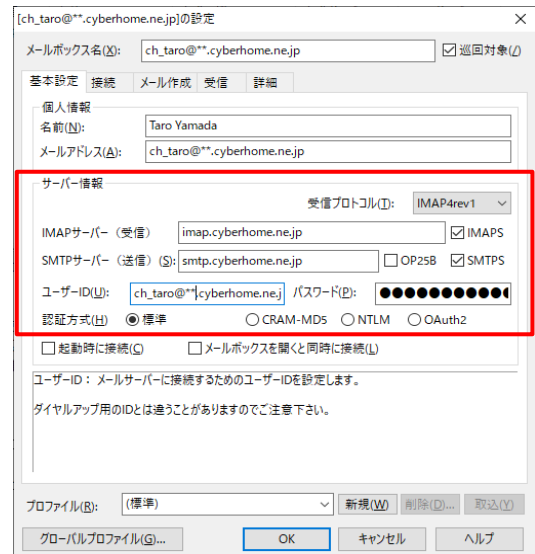 [ch_taro@**.cyberhome.ne.jp]の設定
メールボックス名(X): ch_taro@**.cyberhome.ne.jp 巡回対象(/)
基本設定 接続 メール作成 受信 詳細
個人情報
名前(N): Taro Yamada
メールアドレス(A): ch_taro@**.cyberhome.ne.jp
サーバー情報
受信プロトコル(T): IMAP4rev1
IMAPサーバー（受信） imap.cyberhome.ne.jp IMAPS
SMTPサーバー（送信）(S): smtp.cyberhome.ne.jp OP25B SMTPS
ユーザーID(U): ch_taro@**.cyberhome.ne.j パスワード(P): ●●●●●●●●●●●●
認証方式(H) 標準 CRAM-MD5 NTLM OAuth2
起動時に接続(C) メールボックスを開くと同時に接続(L)
ユーザーID： メールサーバーに接続するためのユーザーIDを設定します。
ダイヤルアップ用のIDとは違うことがありますのでご注意下さい。
プロファイル(R): (標準) 新規(W) 削除(D)... 取込(Y)
グローバルプロファイル(G)... OK キャンセル ヘルプ